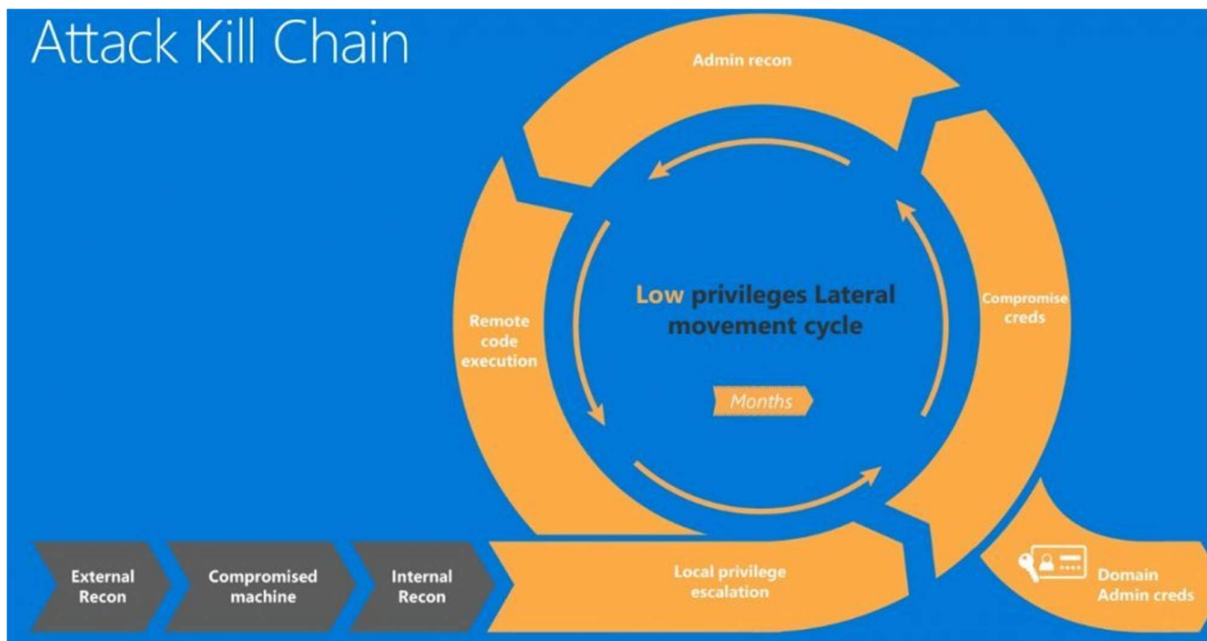 Attack Kill Chain
Admin recon
Low privileges Lateral
movement cycle
Months
Remote
code
execution
Compromise
creds
External
Recon
Compromised
machine
Internal
Recon
Local privilege
escalation
Domain
Admin creds